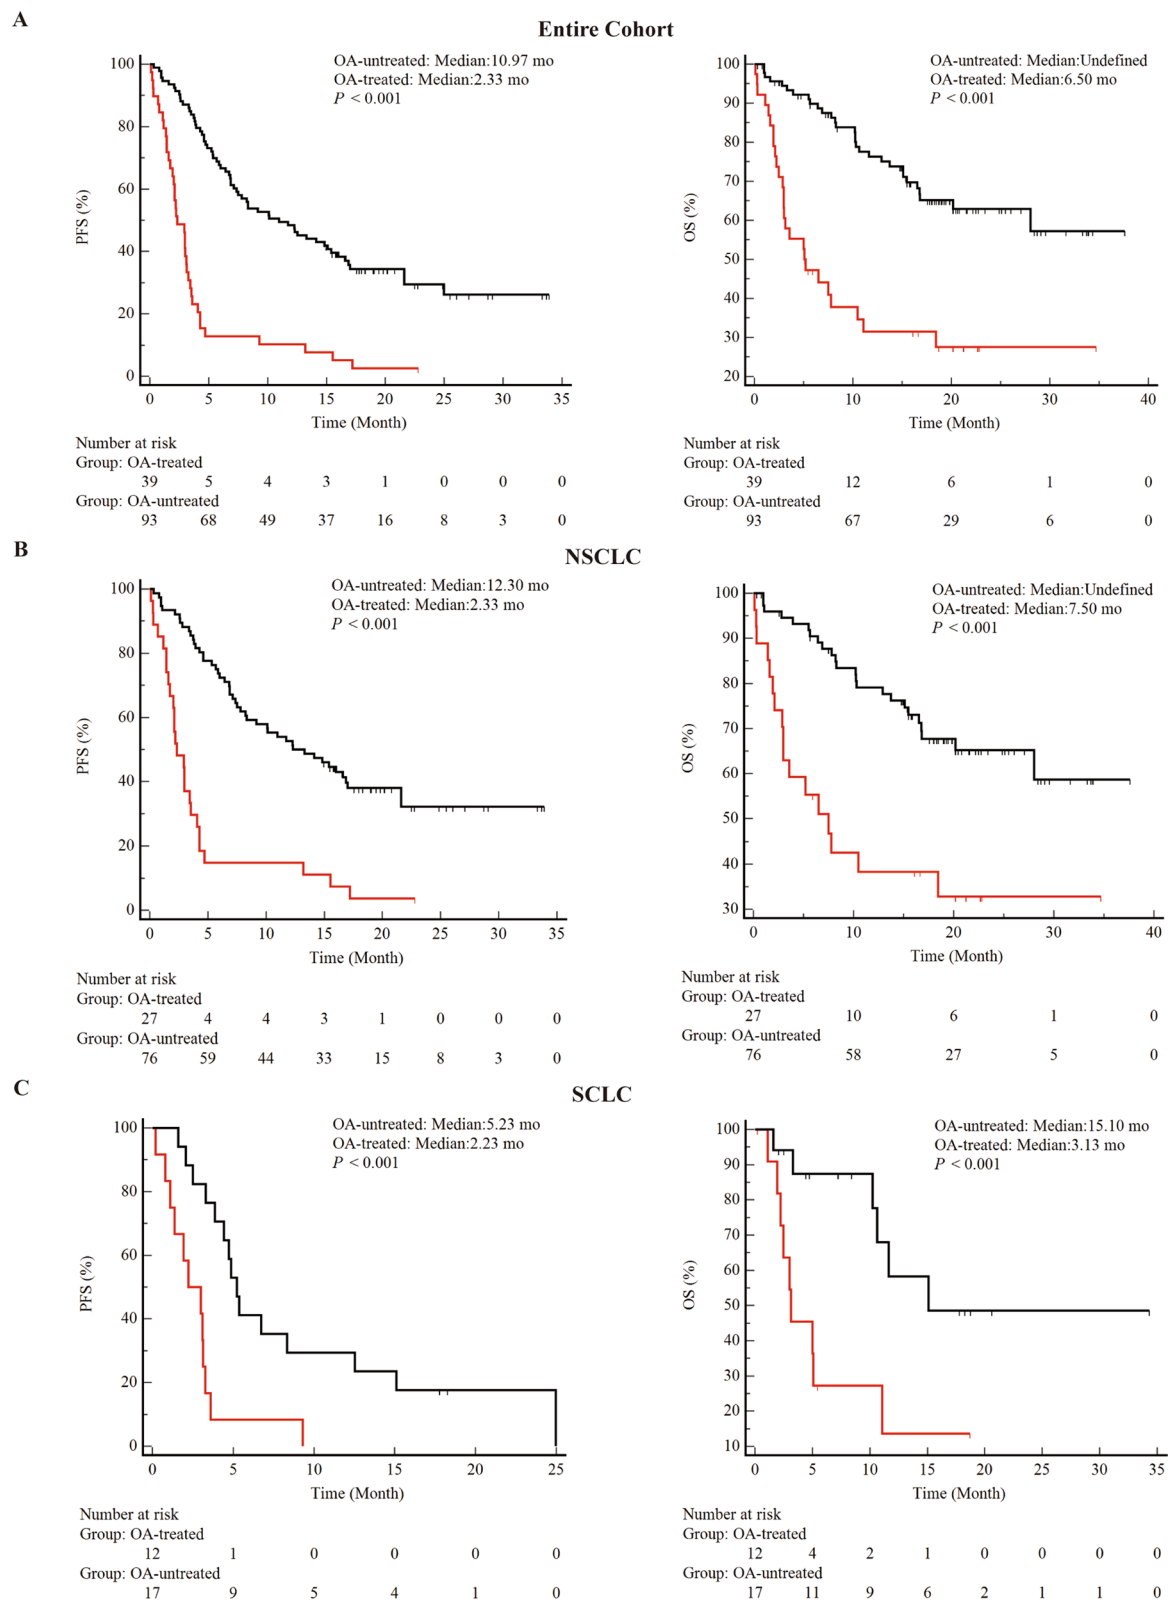 A
Entire Cohort
OA-untreated: Median:10.97 mo
OA-treated: Median:2.33 mo
P < 0.001
PFS (%)
100
80
60
40
20
0
0 5 10 15 20 25 30 35
Time (Month)
Number at risk
Group: OA-treated
39 5 4 3 1 0 0 0
Group: OA-untreated
93 68 49 37 16 8 3 0
OA-untreated: Median:Undefined
OA-treated: Median:6.50 mo
P < 0.001
OS (%)
100
90
80
70
60
50
40
30
20
0 10 20 30 40
Time (Month)
Number at risk
Group: OA-treated
39 12 6 1 0
Group: OA-untreated
93 67 29 6 0
B
NSCLC
OA-untreated: Median:12.30 mo
OA-treated: Median:2.33 mo
P < 0.001
PFS (%)
100
80
60
40
20
0
0 5 10 15 20 25 30 35
Time (Month)
Number at risk
Group: OA-treated
27 4 4 3 1 0 0 0
Group: OA-untreated
76 59 44 33 15 8 3 0
OA-untreated: Median:Undefined
OA-treated: Median:7.50 mo
P < 0.001
OS (%)
100
90
80
70
60
50
40
30
0 10 20 30 40
Time (Month)
Number at risk
Group: OA-treated
27 10 6 1 0
Group: OA-untreated
76 58 27 5 0
C
SCLC
OA-untreated: Median:5.23 mo
OA-treated: Median:2.23 mo
P < 0.001
PFS (%)
100
80
60
40
20
0
0 5 10 15 20 25
Time (Month)
Number at risk
Group: OA-treated
12 1 0 0 0 0
Group: OA-untreated
17 9 5 4 1 0
OA-untreated: Median:15.10 mo
OA-treated: Median:3.13 mo
P < 0.001
OS (%)
100
90
80
70
60
50
40
30
20
10
0 5 10 15 20 25 30 35
Time (Month)
Number at risk
Group: OA-treated
12 4 2 1 0 0 0 0
Group: OA-untreated
17 11 9 6 2 1 1 0